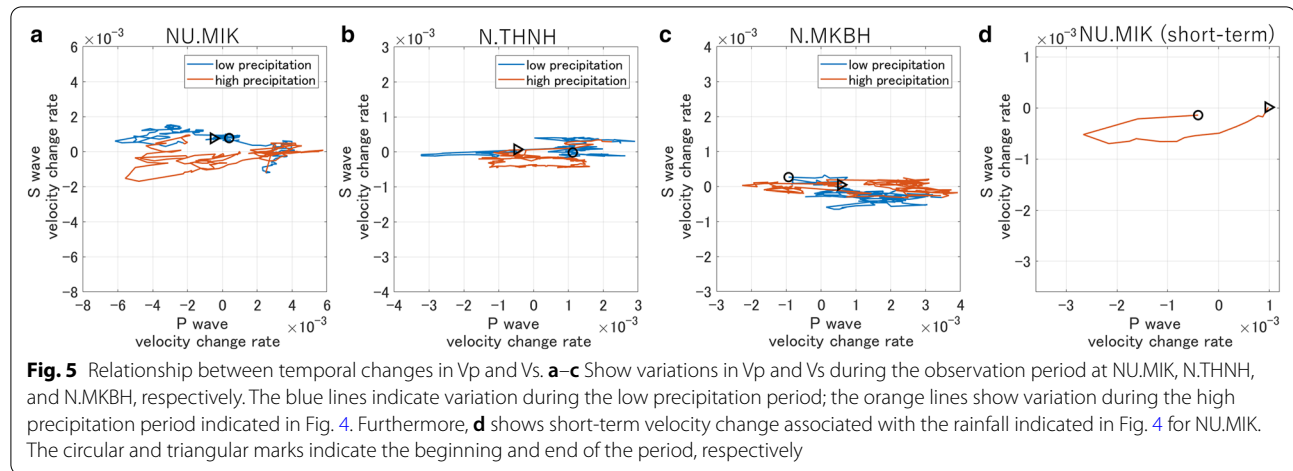 a
×10⁻³
NU.MIK
low precipitation
high precipitation
6
4
2
0
−2
−4
−6
−8
S wave
velocity change rate
−8 −6 −4 −2 0 2 4 6
P wave
×10⁻³
velocity change rate
b
×10⁻³
N.THNH
low precipitation
high precipitation
3
2
1
0
−1
−2
−3
−4
S wave
velocity change rate
−4 −3 −2 −1 0 1 2 3
P wave
×10⁻³
velocity change rate
c
×10⁻³
N.MKBH
low precipitation
high precipitation
4
3
2
1
0
−1
−2
−3
S wave
velocity change rate
−3 −2 −1 0 1 2 3 4
P wave
×10⁻³
velocity change rate
d
×10⁻³
NU.MIK (short-term)
1
0
−1
−2
−3
S wave
velocity change rate
−3 −2 −1 0 1
P wave
×10⁻³
velocity change rate
Fig. 5 Relationship between temporal changes in Vp and Vs. a–c Show variations in Vp and Vs during the observation period at NU.MIK, N.THNH,
and N.MKBH, respectively. The blue lines indicate variation during the low precipitation period; the orange lines show variation during the high
precipitation period indicated in Fig. 4. Furthermore, d shows short-term velocity change associated with the rainfall indicated in Fig. 4 for NU.MIK.
The circular and triangular marks indicate the beginning and end of the period, respectively